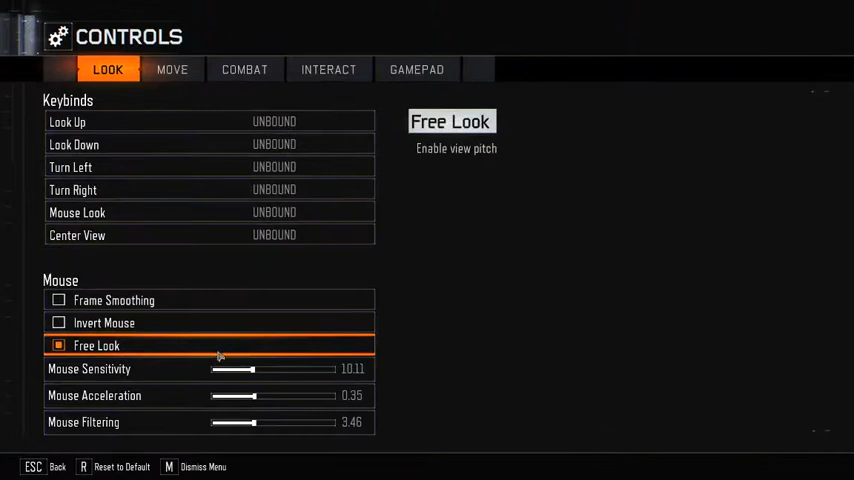 CONTROLS
LOOK MOVE COMBAT INTERACT GAMEPAD
Keybinds
Look Up UNBOUND
Look Down UNBOUND
Turn Left UNBOUND
Turn Right UNBOUND
Mouse Look UNBOUND
Center View UNBOUND
Free Look
Enable view pitch
Mouse
Frame Smoothing
Invert Mouse
Free Look
Mouse Sensitivity 10.11
Mouse Acceleration 0.35
Mouse Filtering 3.46
ESC Back R Reset to Default M Dismiss Menu